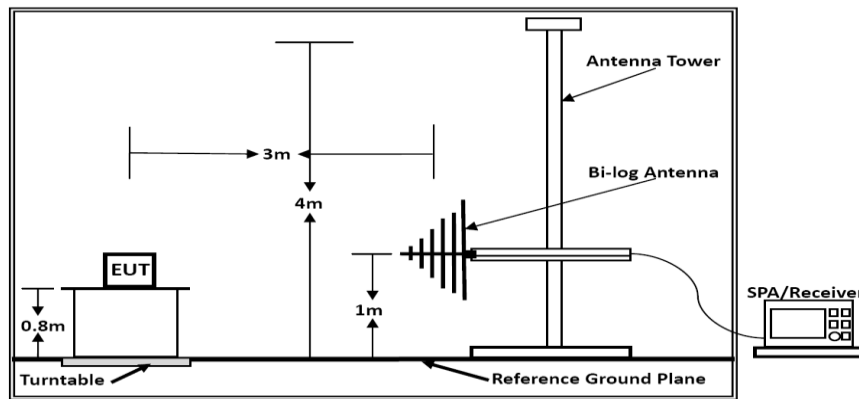 Antenna Tower
3m
Bi-log Antenna
4m
EUT
1m
SPA/Receiver
0.8m
Turntable
Reference Ground Plane